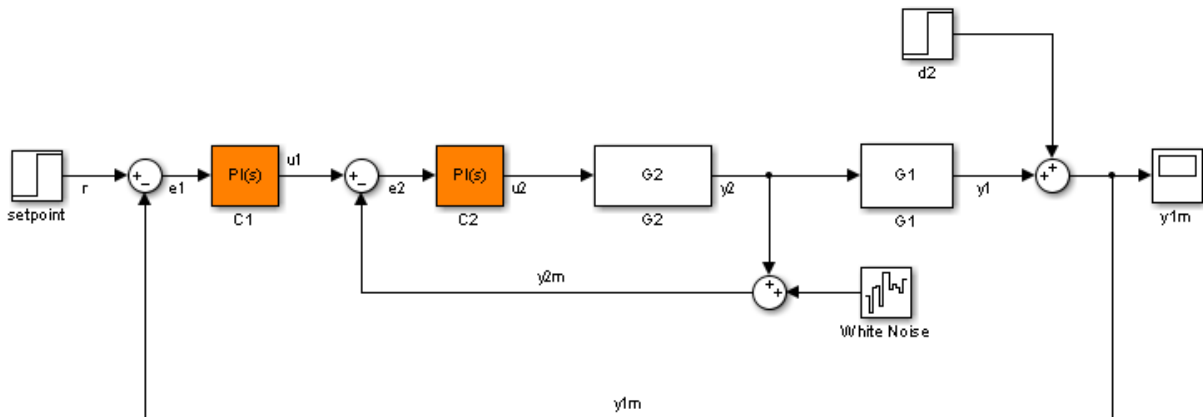 d2
PI(s)
u1
PI(s)
G2
G1
r
e1
e2
u2
y2
y1
setpoint
C1
C2
G2
G1
y1m
y2m
White Noise
y1m